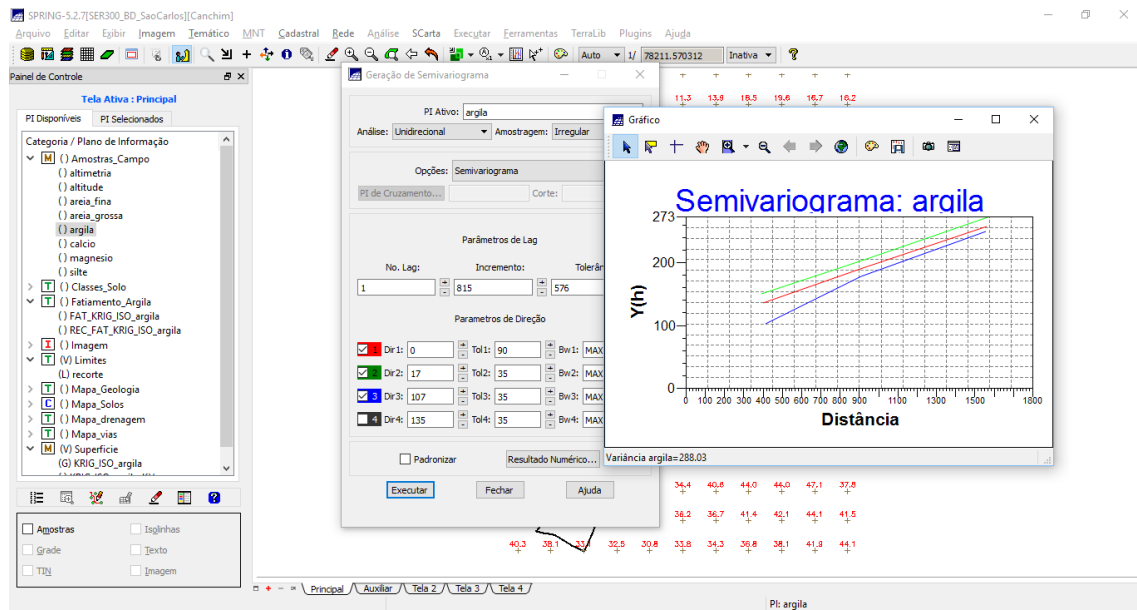 SPRING-5.2.7[SER300_BD_SaoCarlos][Canchim]
Arquivo Editar Exibir Imagem Temático MNT Cadastral Rede Análise SCarta Executar Ferramentas TerraLib Plugins Ajuda
Auto 1/ 78211.570312 Inativa
Painel de Controle
Tela Ativa : Principal
PI Disponíveis PI Selecionados
Categoria / Plano de Informação
M () Amostras_Campo
() altimetria
() altitude
() areia_fina
() areia_grossa
() argila
() calcio
() magnesio
() silte
T () Classes_Solo
T () Fatiamento_Argila
() FAT_KRIG_ISO_argila
() REC_FAT_KRIG_ISO_argila
I () Imagem
T (V) Limites
(L) recorte
T () Mapa_Geologia
C () Mapa_Solos
T () Mapa_drenagem
T () Mapa_vias
M (V) Superficie
(G) KRIG_ISO_argila
Amostras Isolinhas
Grade Texto
TIN Imagem
Geração de Semivariograma
PI Ativo: argila
Análise: Unidirecional Amostragem: Irregular
Opções: Semivariograma
PI de Cruzamento... Corte:
Parâmetros de Lag
No. Lag: Incremento: Tolerân
1 815 576
Parametros de Direção
1 Dir1: 0 Tol1: 90 Bw1: MAX
2 Dir2: 17 Tol2: 35 Bw2: MAX
3 Dir3: 107 Tol3: 35 Bw3: MAX
4 Dir4: 135 Tol4: 35 Bw4: MAX
Padronizar Resultado Numérico...
Executar Fechar Ajuda
11.3 13.9 16.5 19.6 16.7 16.2
Gráfico
Semivariograma: argila
273
200
100
0
Y(h)
0 100 200 300 400 500 600 700 800 900 1100 1300 1500 1800
Distância
Variância argila=288.03
34.4 40.8 44.0 44.0 47.1 37.8
36.2 36.7 41.4 42.1 44.1 41.5
40.3 38.1 32.5 30.8 33.8 34.3 36.8 38.1 41.9 44.1
Principal Auxiliar Tela 2 Tela 3 Tela 4
PI: argila